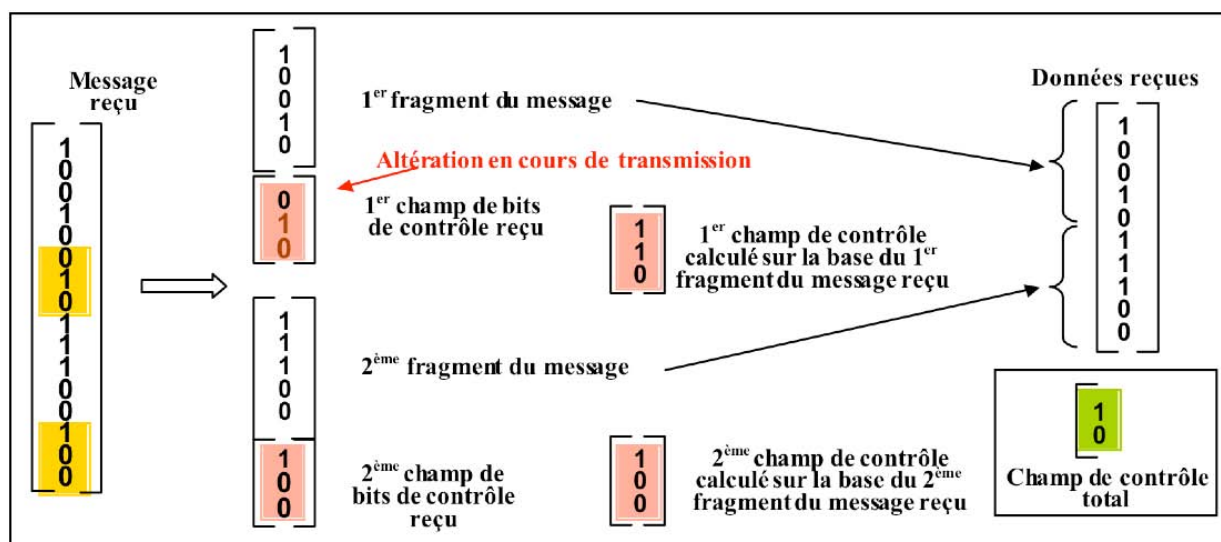 Message
reçu
1
0
0
1
0
0
1
0
1
1
1
0
0
1
0
0
1
0
0
1
0
1er fragment du message
Altération en cours de transmission
0
1
0
1er champ de bits
de contrôle reçu
1
1
0
1er champ de contrôle
calculé sur la base du 1er
fragment du message reçu
1
1
1
0
0
2ème fragment du message
1
0
0
2ème champ de
bits de contrôle
reçu
1
0
0
2ème champ de contrôle
calculé sur la base du 2ème
fragment du message reçu
Données reçues
1
0
0
1
0
1
1
1
0
0
1
0
Champ de contrôle
total